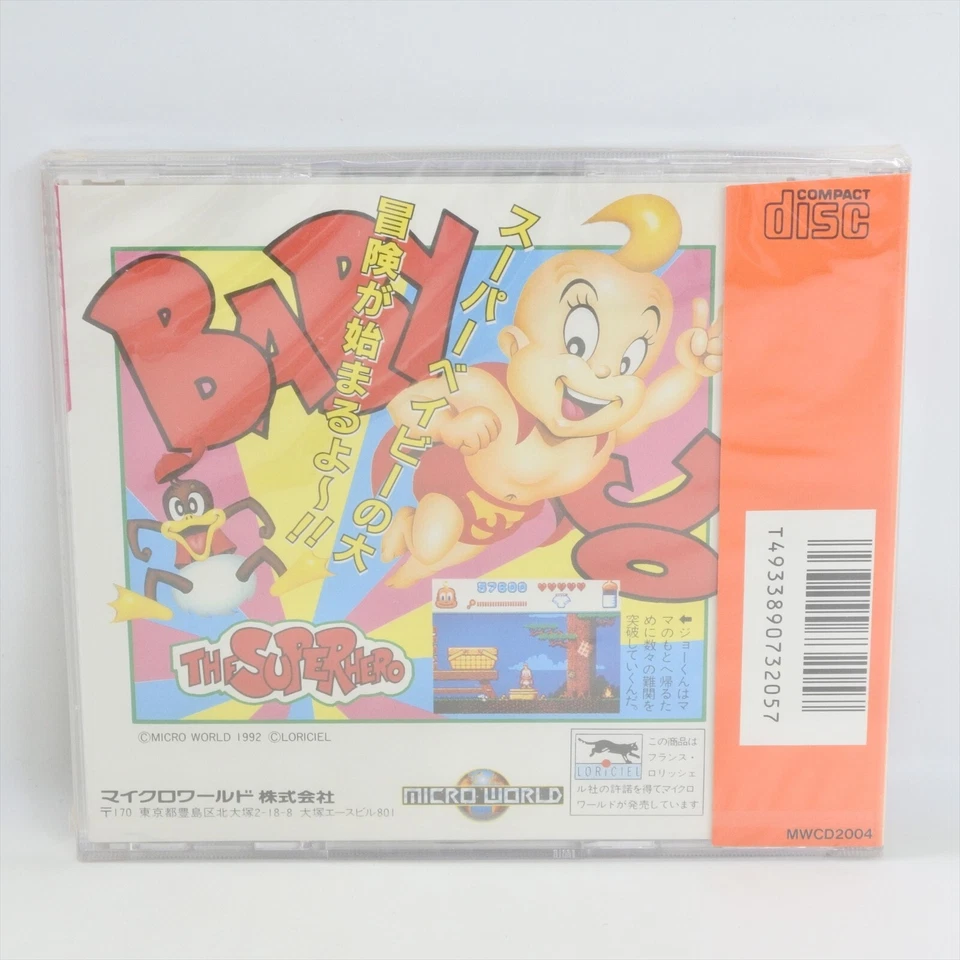 COMPACT
disc
BABY
JO
スーパーベイビーの大
冒険が始まるよ〜!!
THE SUPERHERO
57600
←ジョーくんはマ
マのもとへ帰るた
めに数々の難関を
突破していくんだ。
©MICRO WORLD 1992 ©LORICIEL
マイクロワールド 株式会社
〒170 東京都豊島区北大塚2-18-8 大塚エースビル801
MICRO WORLD
LORICIEL
この商品は
フランス・
ロリッシェ
ル社の許諾を得てマイクロ
ワールドが発売しています
T4933890732057
MWCD2004